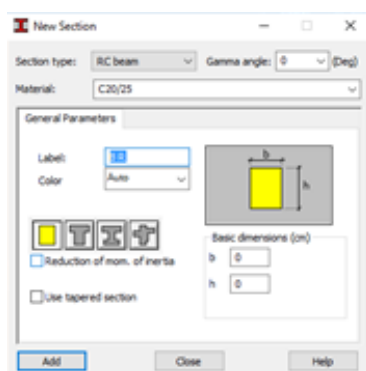 New Section
Section type: RC beam Gamma angle: 0 (Deg)
Material: C20/25
General Parameters
Label:
Color Auto
b
h
Basic dimensions (cm)
Reduction of mom. of inertia
b 0
h 0
Use tapered section
Add Close Help